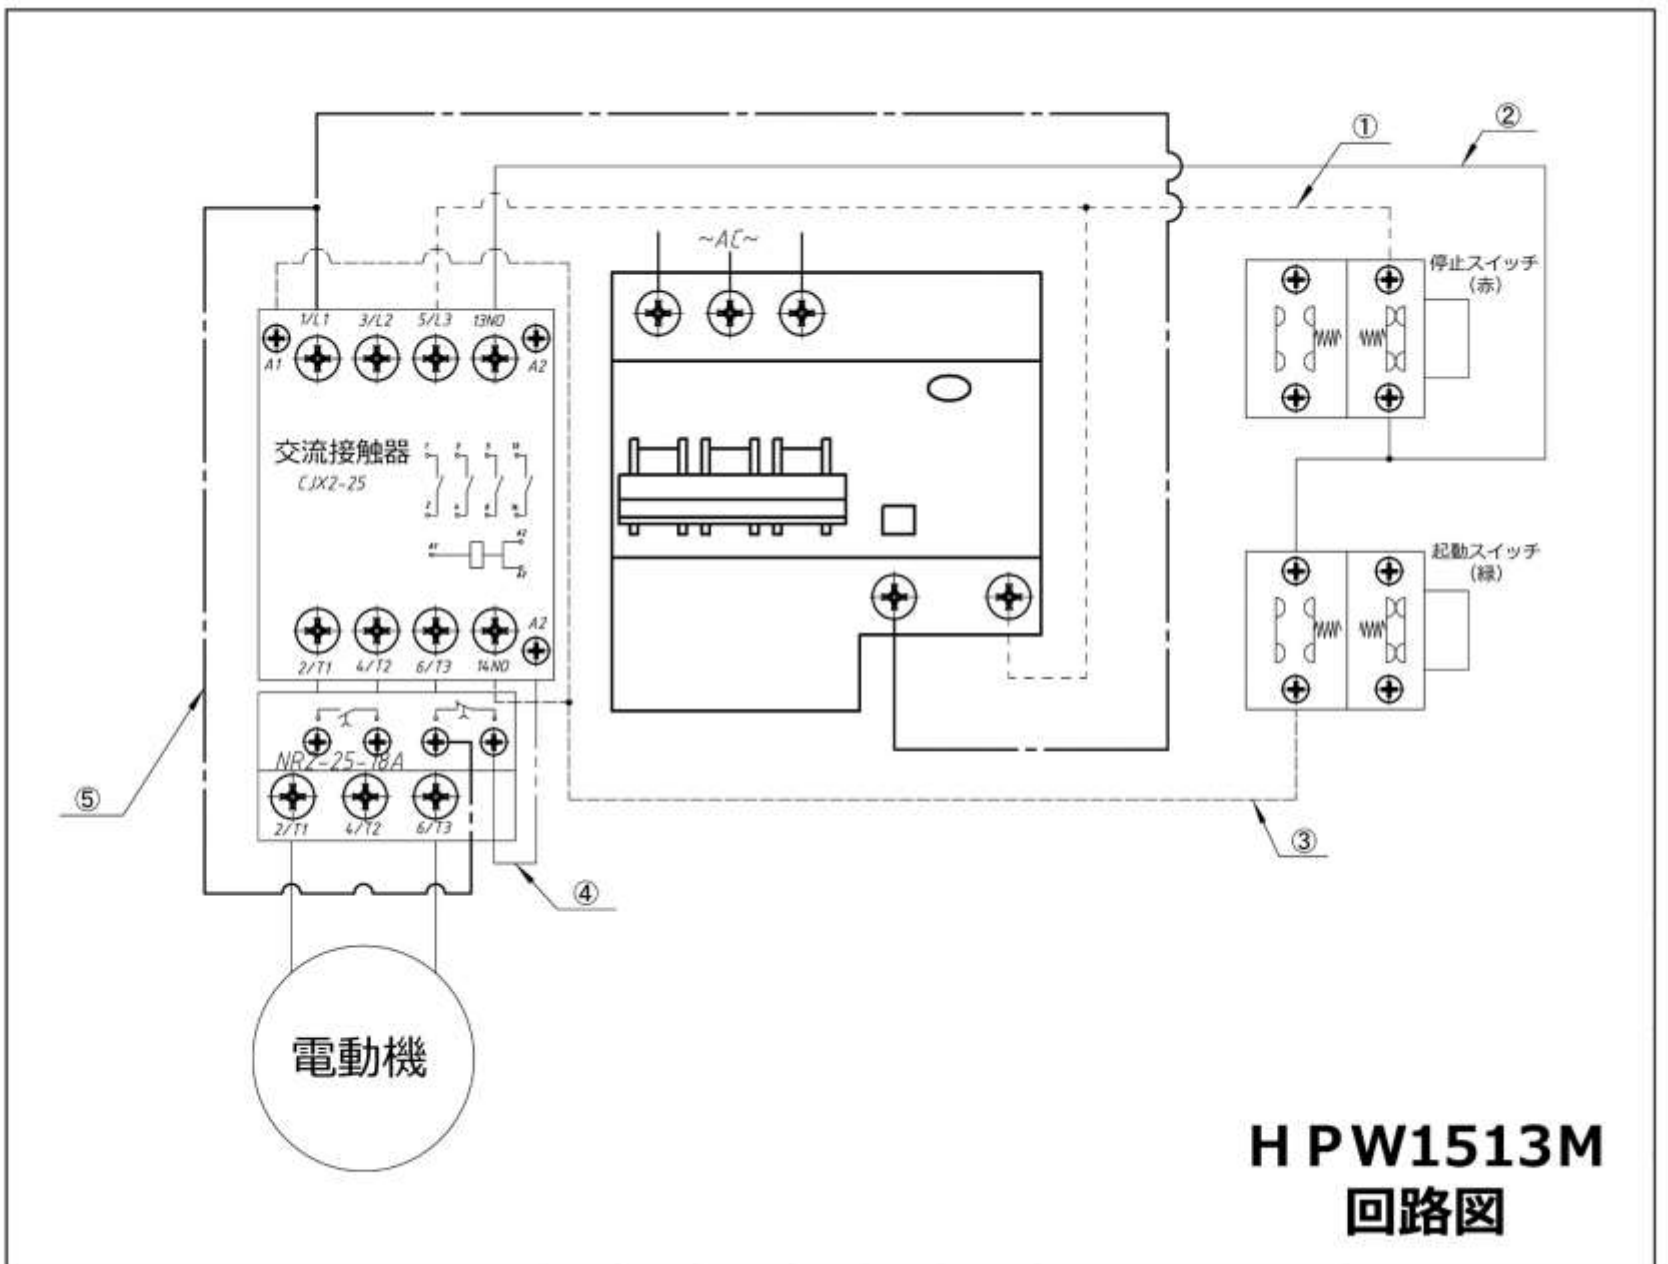 ①
②
~AC~
停止スイッチ
(赤)
1/L1
3/L2
5/L3
13NO
A1
A2
交流接触器
CJX2-25
起動スイッチ
(緑)
A2
2/T1
4/T2
6/T3
14NO
NR2-25-18A
2/T1
4/T2
6/T3
⑤
③
④
電動機
HPW1513M
回路図